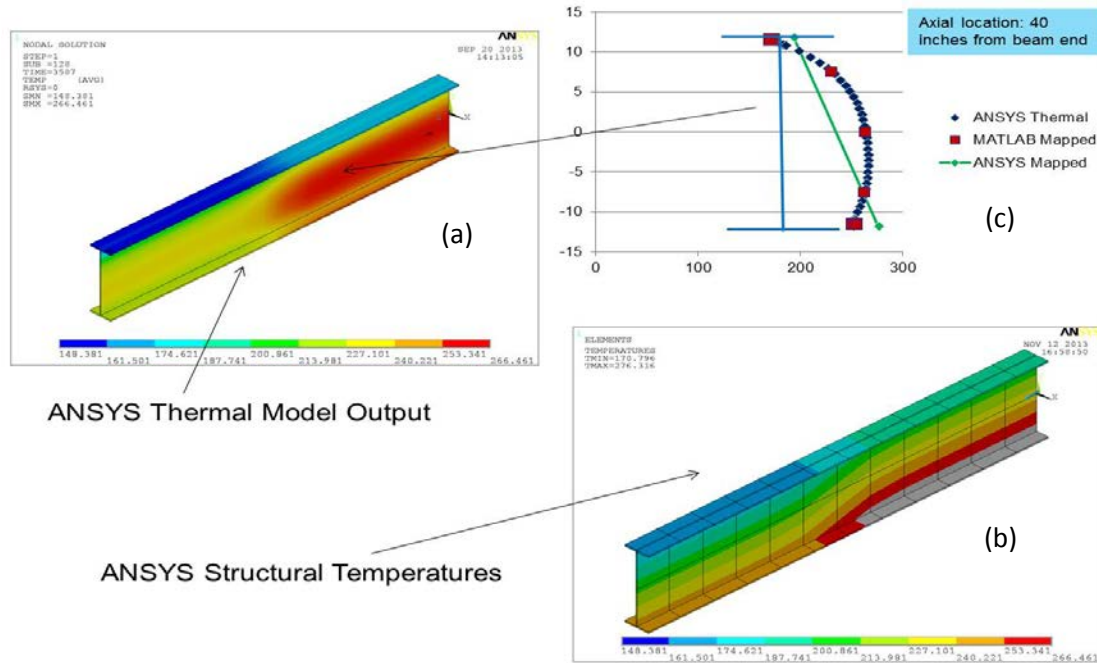 ANSYS
NODAL SOLUTION
STEP=1
SUB =128
TIME=3507
TEMP (AVG)
RSYS=0
SMN =148.381
SMX =266.461
SEP 20 2013
14:13:05
X
(a)
148.381 174.621 200.861 227.101 253.341
161.501 187.741 213.981 240.221 266.461
ANSYS Thermal Model Output
15
10
5
0
-5
-10
-15
0 100 200 300
Axial location: 40
inches from beam end
ANSYS Thermal
MATLAB Mapped
ANSYS Mapped
(c)
1
ANSYS
ELEMENTS
TEMPERATURES
TMIN=170.796
TMAX=276.316
NOV 12 2013
16:58:50
X
(b)
148.381 174.621 200.861 227.101 253.341
161.501 187.741 213.981 240.221 266.461
ANSYS Structural Temperatures